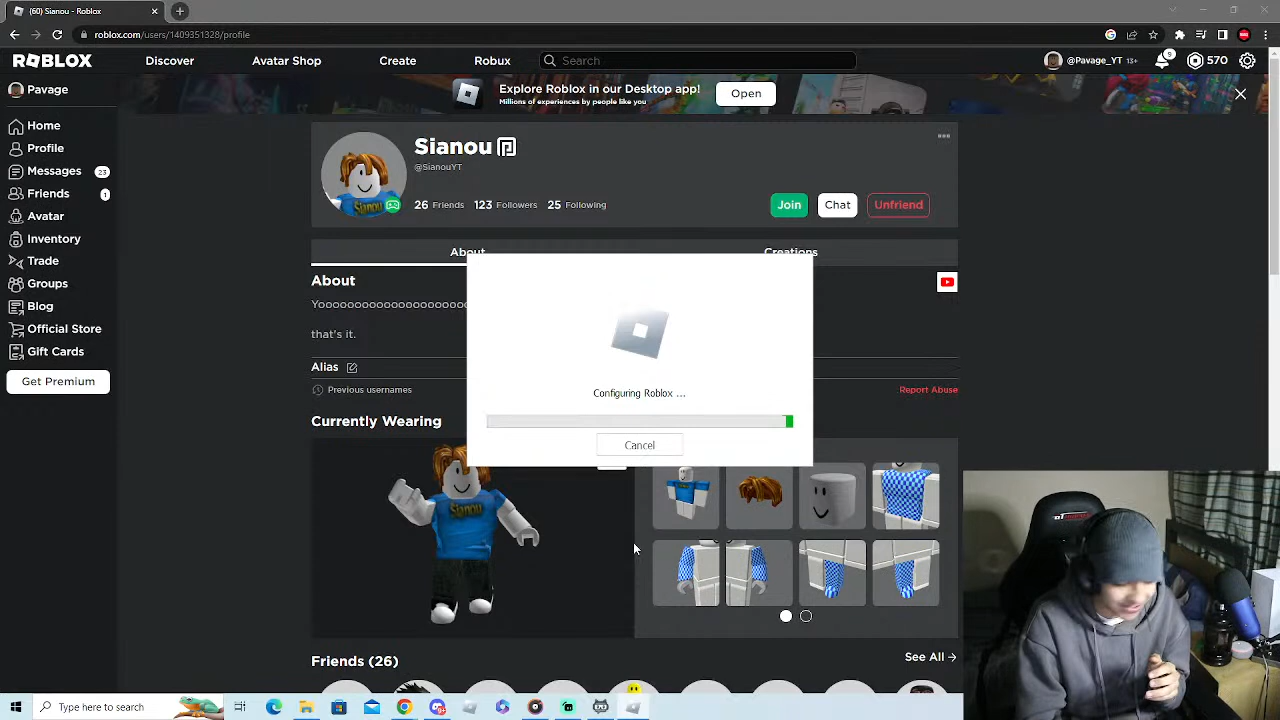 (60) Sianou - Roblox
roblox.com/users/1409351328/profile
ROBLOX
Discover
Avatar Shop
Create
Robux
Search
@Pavage_YT 13+
9
570
Pavage
Explore Roblox in our Desktop app!
Millions of experiences by people like you
Open
Home
Profile
Messages
23
Friends
1
Avatar
Inventory
Trade
Groups
Blog
Official Store
Gift Cards
Get Premium
Sianou
@SianouYT
26 Friends
123 Followers
25 Following
Join
Chat
Unfriend
About
Creations
About
that's it.
Alias
Previous usernames
Report Abuse
Currently Wearing
Configuring Roblox ...
Cancel
Sianou
Sianou
Friends (26)
See All
Type here to search